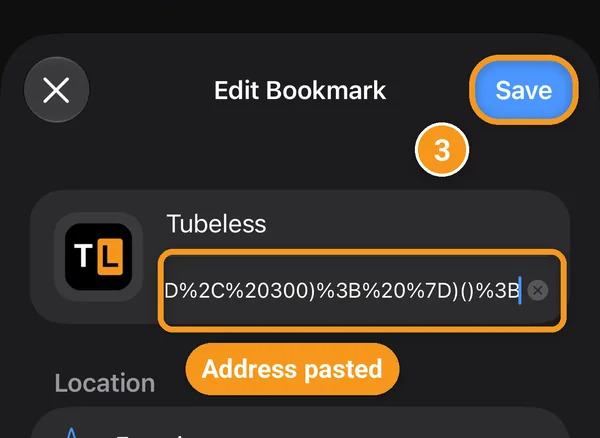 Edit Bookmark
Save
3
TL
Tubeless
D%2C%20300)%3B%20%7D)()%3B
Address pasted
Location